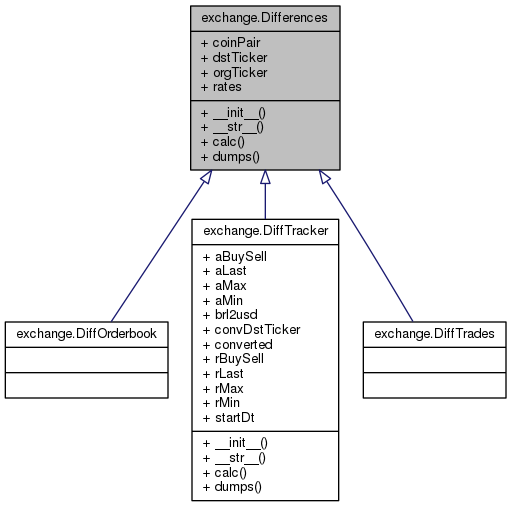 exchange.Differences
+ coinPair
+ dstTicker
+ orgTicker
+ rates
+ __init__()
+ __str__()
+ calc()
+ dumps()
exchange.DiffOrderbook
exchange.DiffTracker
+ aBuySell
+ aLast
+ aMax
+ aMin
+ brl2usd
+ convDstTicker
+ converted
+ rBuySell
+ rLast
+ rMax
+ rMin
+ startDt
+ __init__()
+ __str__()
+ calc()
+ dumps()
exchange.DiffTrades